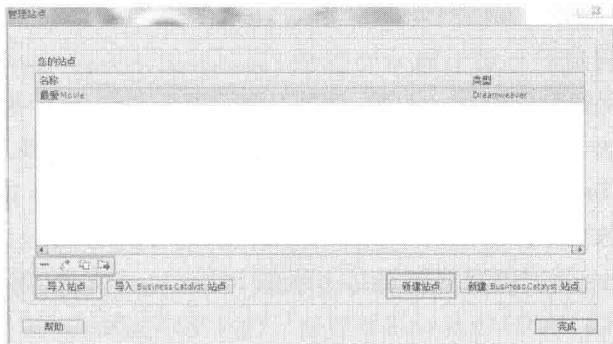 管理站点
您的站点
名称 类型
最爱Movie Dreamweaver
导入站点 导入 Business Catalyst 站点 新建站点 新建 Business Catalyst 站点
帮助 完成